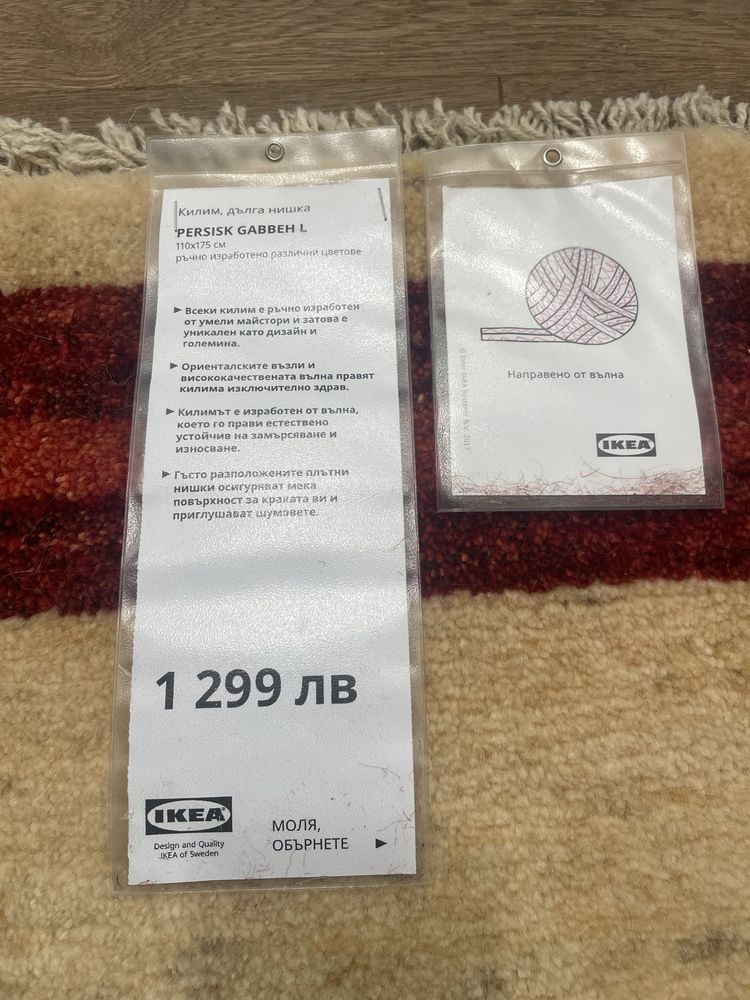 Килим, дълга нишка
PERSISK GABBEH L
110x175 см
ръчно изработено различни цветове
► Всеки килим е ръчно изработен
от умели майстори и затова е
уникален като дизайн и
големина.
► Ориенталските възли и
висококачествената вълна правят
килима изключително здрав.
► Килимът е изработен от вълна,
което го прави естествено
устойчив на замърсяване и
износване.
► Гъсто разположените плътни
нишки осигуряват мека
повърхност за краката ви и
приглушават шумовете.
1 299 лв
IKEA
Design and Quality
IKEA of Sweden
МОЛЯ,
ОБЪРНЕТЕ ►
© Inter IKEA Systems B.V. 2017
Направено от вълна
IKEA